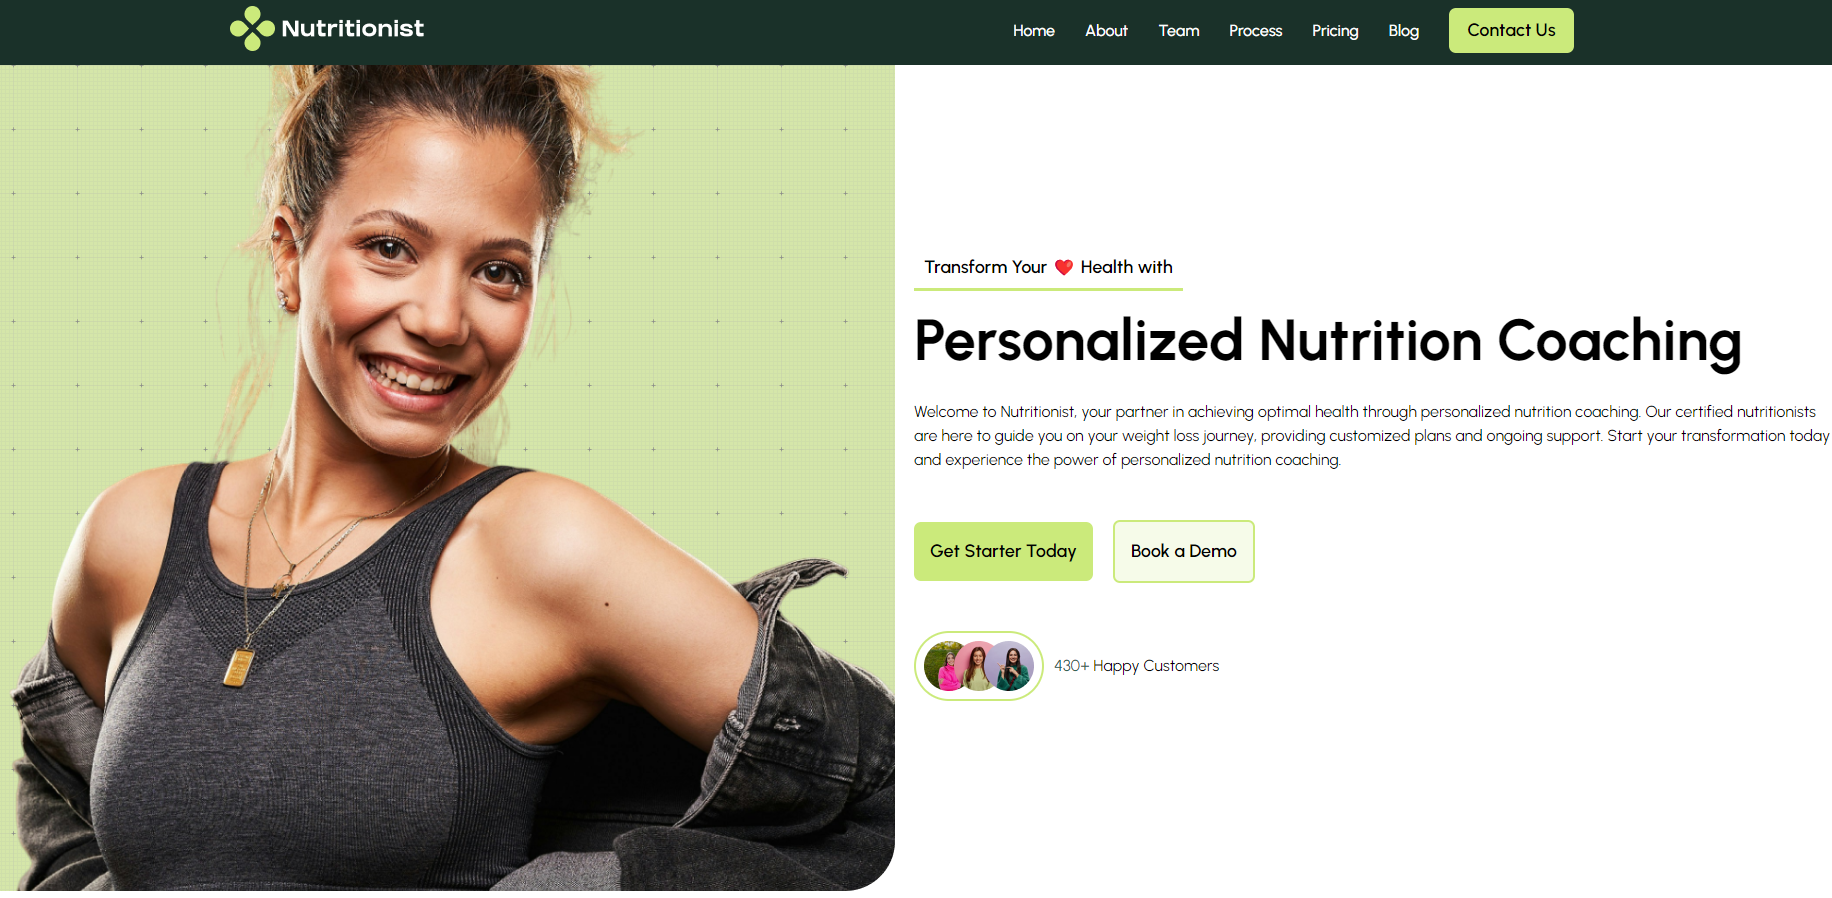 Nutritionist
Home About Team Process Pricing Blog Contact Us
Transform Your ❤️ Health with
Personalized Nutrition Coaching
Welcome to Nutritionist, your partner in achieving optimal health through personalized nutrition coaching. Our certified nutritionists
are here to guide you on your weight loss journey, providing customized plans and ongoing support. Start your transformation today
and experience the power of personalized nutrition coaching.
Get Starter Today
Book a Demo
430+ Happy Customers